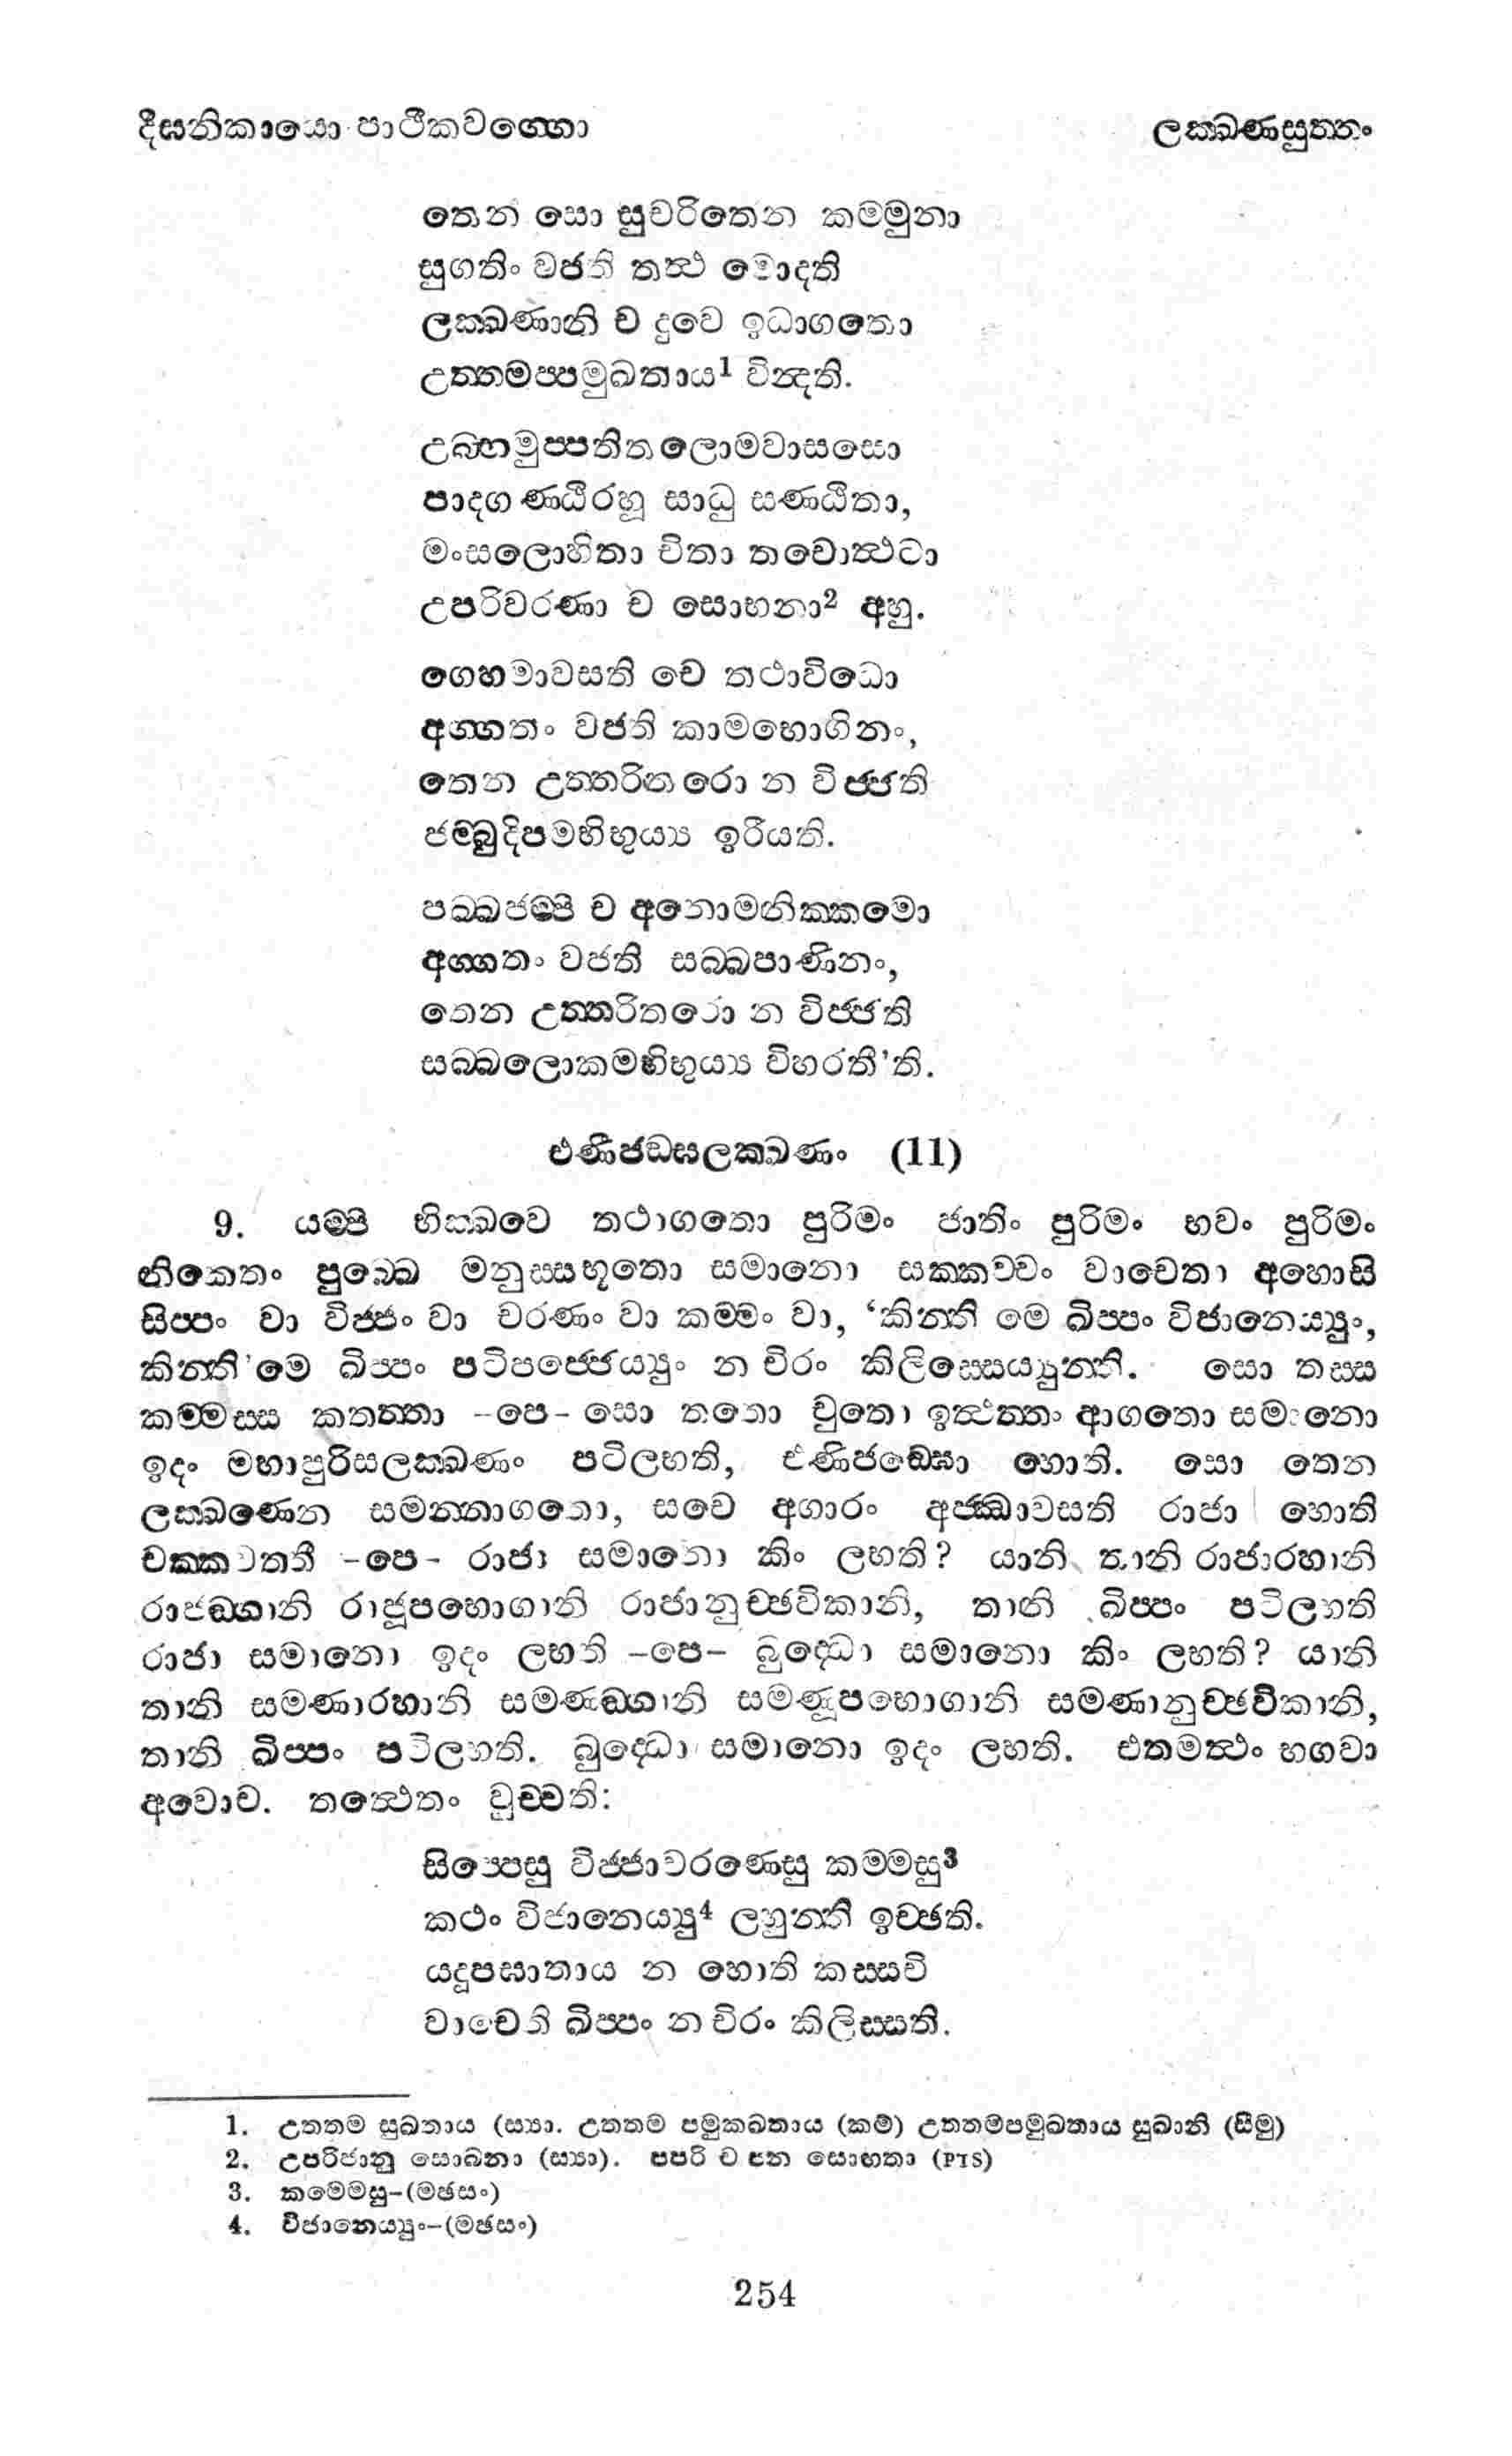 දීඝනිකායො පාථිකවග්ගො
ලක්ඛණසුත්තං
තෙන සො සුචරිතෙන කම්මුනා
සුගතිං වජති තත්ථ මොදති
ලක්ඛණානි ච දුවෙ ඉධාගතො
උත්තමප්පමුඛතාය1 වින්දති.
උබ්භමුප්පතිතලොමවාසසො
පාදගණ්ඨිරහූ සාධු සණ්ඨිතා,
මංසලොහිතා චිතා තචොත්ථටා
උපරිචරණා ච සොභනා2 අහු.
ගෙහමාවසති චෙ තථාවිධො
අග්ගතං වජති කාමභොගිනං,
තෙන උත්තරිතරො න විජ්ජති
ජම්බුදිපමභිභුය්‍ය ඉරීයති.
පබ්බජම්පි ච අනොමනික්කමො
අග්ගතං වජති සබ්බපාණිනං,
තෙන උත්තරිතරො න විජ්ජති
සබ්බලොකමභිභුය්‍ය විහරතී'ති.
එණීජඞ්ඝලක්ඛණං (11)
9. යම්පි භික්ඛවෙ තථාගතො පුරිමං ජාතිං පුරිමං භවං පුරිමං
නිකෙතං පුබ්බෙ මනුස්සභූතො සමානො සක්කච්චං වාචෙතා අහොසි
සිප්පං වා විජ්ජං වා චරණං වා කම්මං වා, ‘කින්ති මෙ ඛිප්පං විජානෙය්‍යුං,
කින්ති'මෙ ඛිප්පං පටිපජ්ජෙය්‍යුං න චිරං කිලිස්සෙය්‍යුන්ති. සො තස්ස
කම්මස්ස කතත්තා -පෙ- සො තතො චුතො ඉත්ථත්තං ආගතො සමානො
ඉදං මහාපුරිසලක්ඛණං පටිලභති, එණිජඞ්ඝො හොති. සො තෙන
ලක්ඛණෙන සමන්නාගතො, සචෙ අගාරං අජ්ඣාවසති රාජා හොති
චක්කවත්තී -පෙ- රාජා සමානො කිං ලභති? යානි තානි රාජාරහානි
රාජඞ්ගානි රාජූපභොගානි රාජානුච්ඡවිකානි, තානි ඛිප්පං පටිලභති
රාජා සමානො ඉදං ලභති -පෙ- බුද්ධො සමානො කිං ලභති? යානි
තානි සමණාරහානි සමණඞ්ගානි සමණූපභොගානි සමණානුච්ඡවිකානි,
තානි ඛිප්පං පටිලභති. බුද්ධො සමානො ඉදං ලභති. එතමත්ථං භගවා
අවොච. තත්ථෙතං වුච්චති:
සිප්පෙසු විජ්ජාචරණෙසු කම්මසු3
කථං විජානෙය්‍යු4 ලහුන්ති ඉච්ඡති.
යදූපඝාතාය න හොති කස්සචි
වාචෙති ඛිප්පං න චිරං කිලිස්සති.
1. උත්තම සුඛතාය (ස්‍යා. උත්තම පමුක්ඛතාය (කම්) උත්තමපමුඛතාය සුඛානි (සීමු)
2. උපරිජානු සොඛනා (ස්‍යා). පපරි ච පන සොභනා (PTS)
3. කම්මෙසු-(මඡසං)
4. විජානෙය්‍යුං-(මඡසං)
254